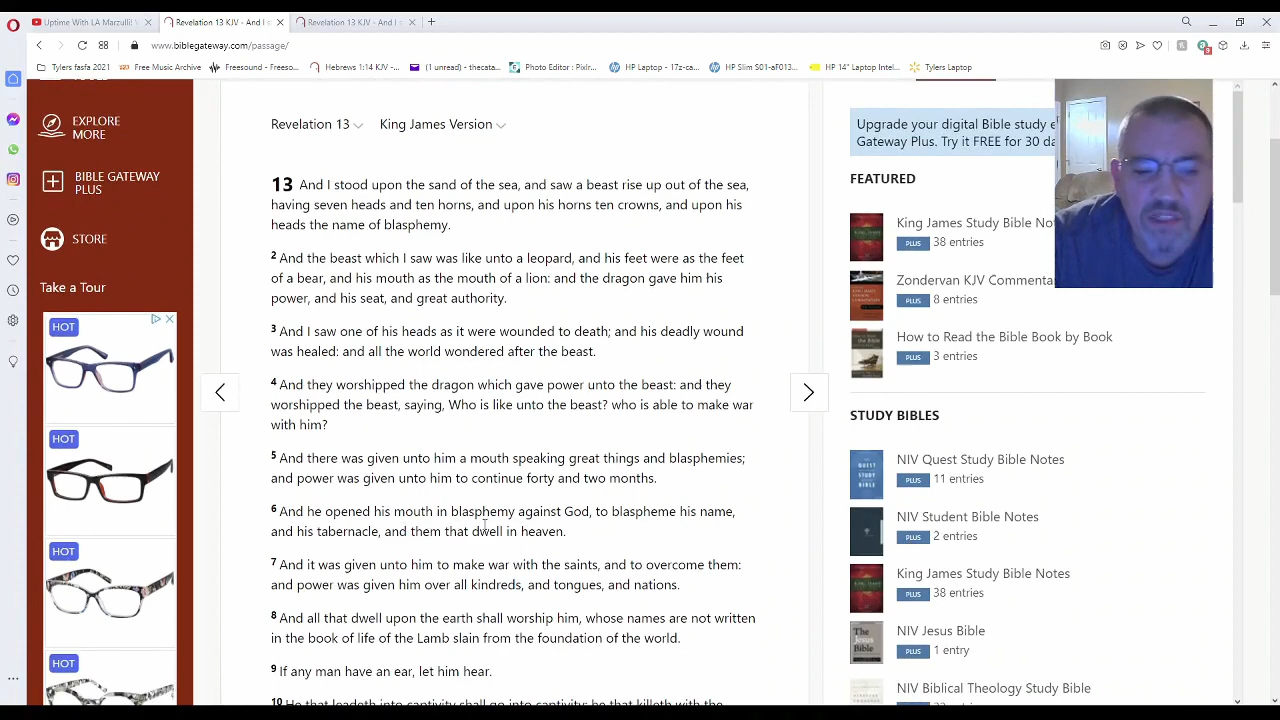 Uptime With LA Marzulli!
Revelation 13 KJV - And I s
Revelation 13 KJV - And I s
www.biblegateway.com/passage/
Tylers fasfa 2021
Free Music Archive
Freesound - Freeso...
Hebrews 1:14 KJV -...
(1 unread) - thecata...
Photo Editor : Pixlr...
HP Laptop - 17z-ca...
HP Slim S01-aF013...
HP 14" Laptop Intel...
Tylers Laptop
EXPLORE
MORE
BIBLE GATEWAY
PLUS
STORE
Take a Tour
HOT
HOT
HOT
HOT
Revelation 13
King James Version
13 And I stood upon the sand of the sea, and saw a beast rise up out of the sea,
having seven heads and ten horns, and upon his horns ten crowns, and upon his
heads the name of blasphemy.
2 And the beast which I saw was like unto a leopard, and his feet were as the feet
of a bear, and his mouth as the mouth of a lion: and the dragon gave him his
power, and his seat, and great authority.
3 And I saw one of his heads as it were wounded to death; and his deadly wound
was healed: and all the world wondered after the beast.
4 And they worshipped the dragon which gave power unto the beast: and they
worshipped the beast, saying, Who is like unto the beast? who is able to make war
with him?
5 And there was given unto him a mouth speaking great things and blasphemies;
and power was given unto him to continue forty and two months.
6 And he opened his mouth in blasphemy against God, to blaspheme his name,
and his tabernacle, and them that dwell in heaven.
7 And it was given unto him to make war with the saints, and to overcome them:
and power was given him over all kindreds, and tongues, and nations.
8 And all that dwell upon the earth shall worship him, whose names are not written
in the book of life of the Lamb slain from the foundation of the world.
9 If any man have an ear, let him hear.
10 He that leadeth into captivity shall go into captivity: he that killeth with the
Upgrade your digital Bible study e
Gateway Plus. Try it FREE for 30 da
FEATURED
King James Study Bible No
PLUS 38 entries
Zondervan KJV Commenta
PLUS 8 entries
How to Read the Bible Book by Book
PLUS 3 entries
STUDY BIBLES
NIV Quest Study Bible Notes
PLUS 11 entries
NIV Student Bible Notes
PLUS 2 entries
King James Study Bible Notes
PLUS 38 entries
NIV Jesus Bible
PLUS 1 entry
NIV Biblical Theology Study Bible